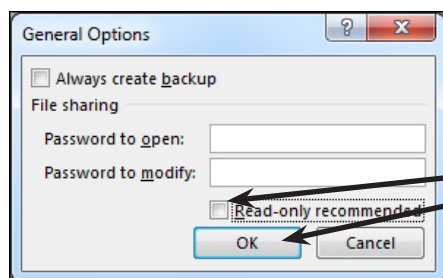 General Options
Always create backup
File sharing
Password to open:
Password to modify:
Read-only recommended
OK Cancel